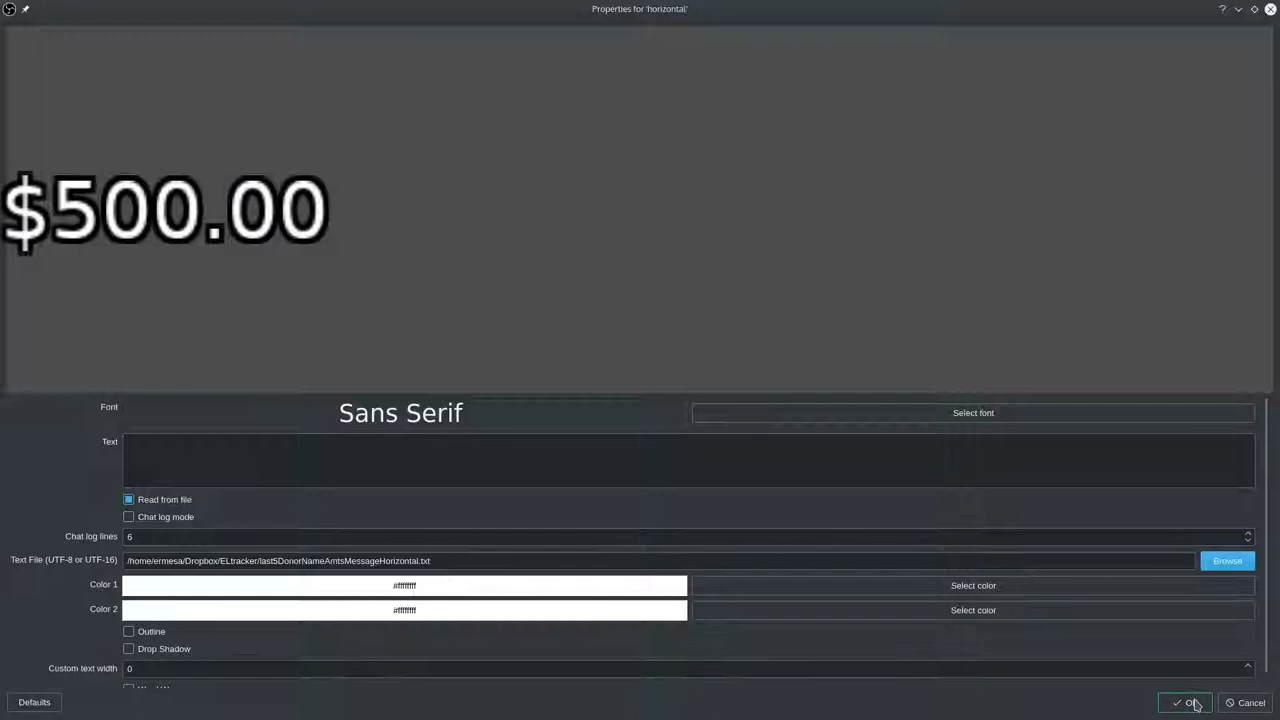 Properties for 'horizontal'
$500.00
Font
Sans Serif
Select font
Text
Read from file
Chat log mode
Chat log lines
6
Text File (UTF-8 or UTF-16)
/home/ermesa/Dropbox/ELtracker/last5DonorNameAmtsMessageHorizontal.txt
Browse
Color 1
#ffffffff
Select color
Color 2
#ffffffff
Select color
Outline
Drop Shadow
Custom text width
0
Defaults
Cancel